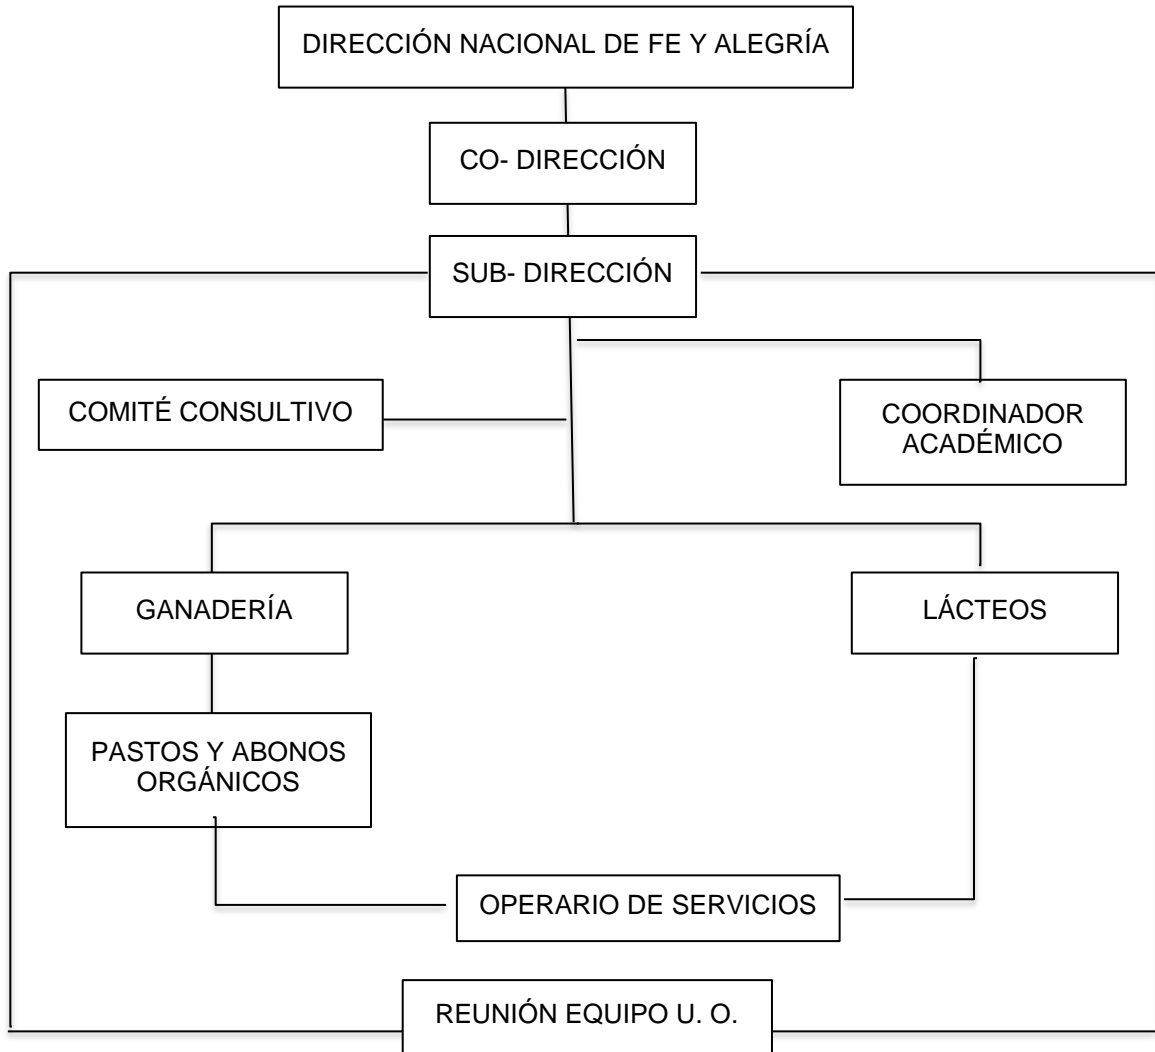 DIRECCIÓN NACIONAL DE FE Y ALEGRÍA
CO- DIRECCIÓN
SUB- DIRECCIÓN
COMITÉ CONSULTIVO
COORDINADOR
ACADÉMICO
GANADERÍA
LÁCTEOS
PASTOS Y ABONOS
ORGÁNICOS
OPERARIO DE SERVICIOS
REUNIÓN EQUIPO U. O.